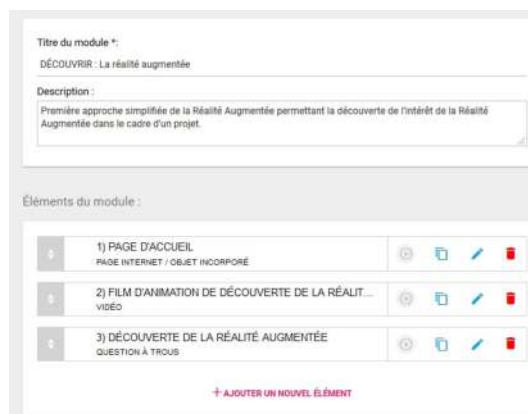 Titre du module *:
DÉCOUVRIR : La réalité augmentée
Description :
Première approche simplifiée de la Réalité Augmentée permettant la découverte de l'intérêt de la Réalité
Augmentée dans le cadre d'un projet.
Éléments du module :
1) PAGE D'ACCUEIL
PAGE INTERNET / OBJET INCORPORÉ
2) FILM D'ANIMATION DE DÉCOUVERTE DE LA RÉALIT...
VIDÉO
3) DÉCOUVERTE DE LA RÉALITÉ AUGMENTÉE
QUESTION À TROUS
+ AJOUTER UN NOUVEL ÉLÉMENT